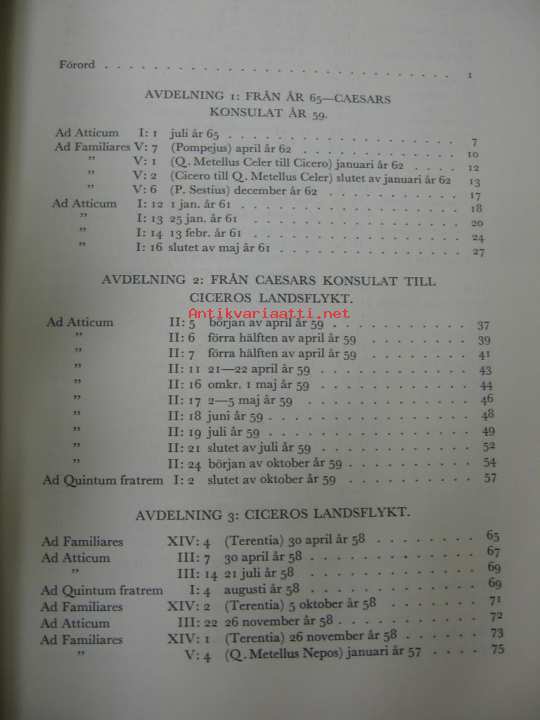 Förord . . . . . . . . . . . . . . . . . . . . . . . . . . . . . 1
AVDELNING 1: FRÅN ÅR 65—CAESARS
KONSULAT ÅR 59.
Ad Atticum I: 1 juli år 65 . . . . . . . . . . . . . . . . . . . 7
Ad Familiares V: 7 (Pompejus) april år 62 . . . . . . . . . . . . 10
” V: 1 (Q. Metellus Celer till Cicero) januari år 62 . . . . 12
” V: 2 (Cicero till Q. Metellus Celer) slutet av januari år 62 13
” V: 6 (P. Sestius) december år 62 . . . . . . . . . . . 17
Ad Atticum I: 12 1 jan. år 61 . . . . . . . . . . . . . . . . . 18
” I: 13 25 jan. år 61 . . . . . . . . . . . . . . . . . 20
” I: 14 13 febr. år 61 . . . . . . . . . . . . . . . . 24
” I: 16 slutet av maj år 61 . . . . . . . . . . . . . . 27
AVDELNING 2: FRÅN CAESARS KONSULAT TILL
CICEROS LANDSFLYKT.
Antikvariaatti.net
Ad Atticum II: 5 början av april år 59 . . . . . . . . . . . 37
” II: 6 förra hälften av april år 59 . . . . . . . . . 39
” II: 7 förra hälften av april år 59 . . . . . . . . . 41
” II: 11 21—22 april år 59 . . . . . . . . . . . . . 43
” II: 16 omkr. 1 maj år 59 . . . . . . . . . . . . . 44
” II: 17 2—5 maj år 59 . . . . . . . . . . . . . . 46
” II: 18 juni år 59 . . . . . . . . . . . . . . . . 48
” II: 19 juli år 59 . . . . . . . . . . . . . . . . 49
” II: 21 slutet av juli år 59 . . . . . . . . . . . . 52
” II: 24 början av oktober år 59 . . . . . . . . . . 54
Ad Quintum fratrem I: 2 slutet av oktober år 59 . . . . . . . . . . 57
AVDELNING 3: CICEROS LANDSFLYKT.
Ad Familiares XIV: 4 (Terentia) 30 april år 58 . . . . . . . . 65
Ad Atticum III: 7 30 april år 58 . . . . . . . . . . . . . 67
” III: 14 21 juli år 58 . . . . . . . . . . . . . 69
Ad Quintum fratrem I: 4 augusti år 58 . . . . . . . . . . . . . 69
Ad Familiares XIV: 2 (Terentia) 5 oktober år 58 . . . . . . . 71
Ad Atticum III: 22 26 november år 58 . . . . . . . . . . . 72
Ad Familiares XIV: 1 (Terentia) 26 november år 58 . . . . . . 73
” V: 4 (Q. Metellus Nepos) januari år 57 . . . . 75